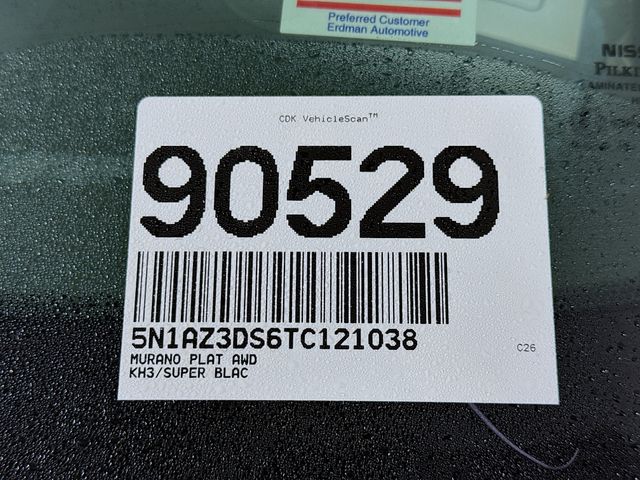 Preferred Customer
Erdman Automotive
CDK VehicleScan™
90529
5N1AZ3DS6TC121038
MURANO PLAT AWD
KH3/SUPER BLAC
C26